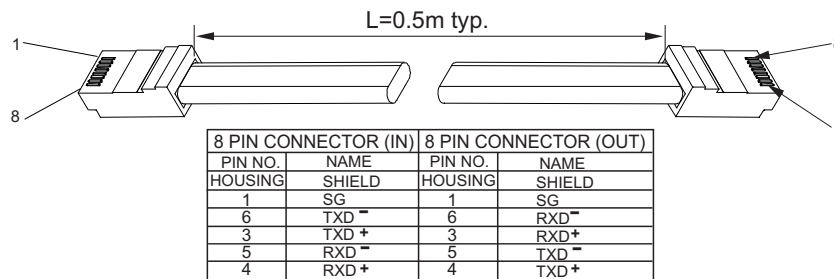 L=0.5m typ.
1
8
8 PIN CONNECTOR (IN) 8 PIN CONNECTOR (OUT)
PIN NO. NAME PIN NO. NAME
HOUSING SHIELD HOUSING SHIELD
1 SG 1 SG
6 TXD- 6 RXD-
3 TXD+ 3 RXD+
5 RXD- 5 TXD-
4 RXD+ 4 TXD+